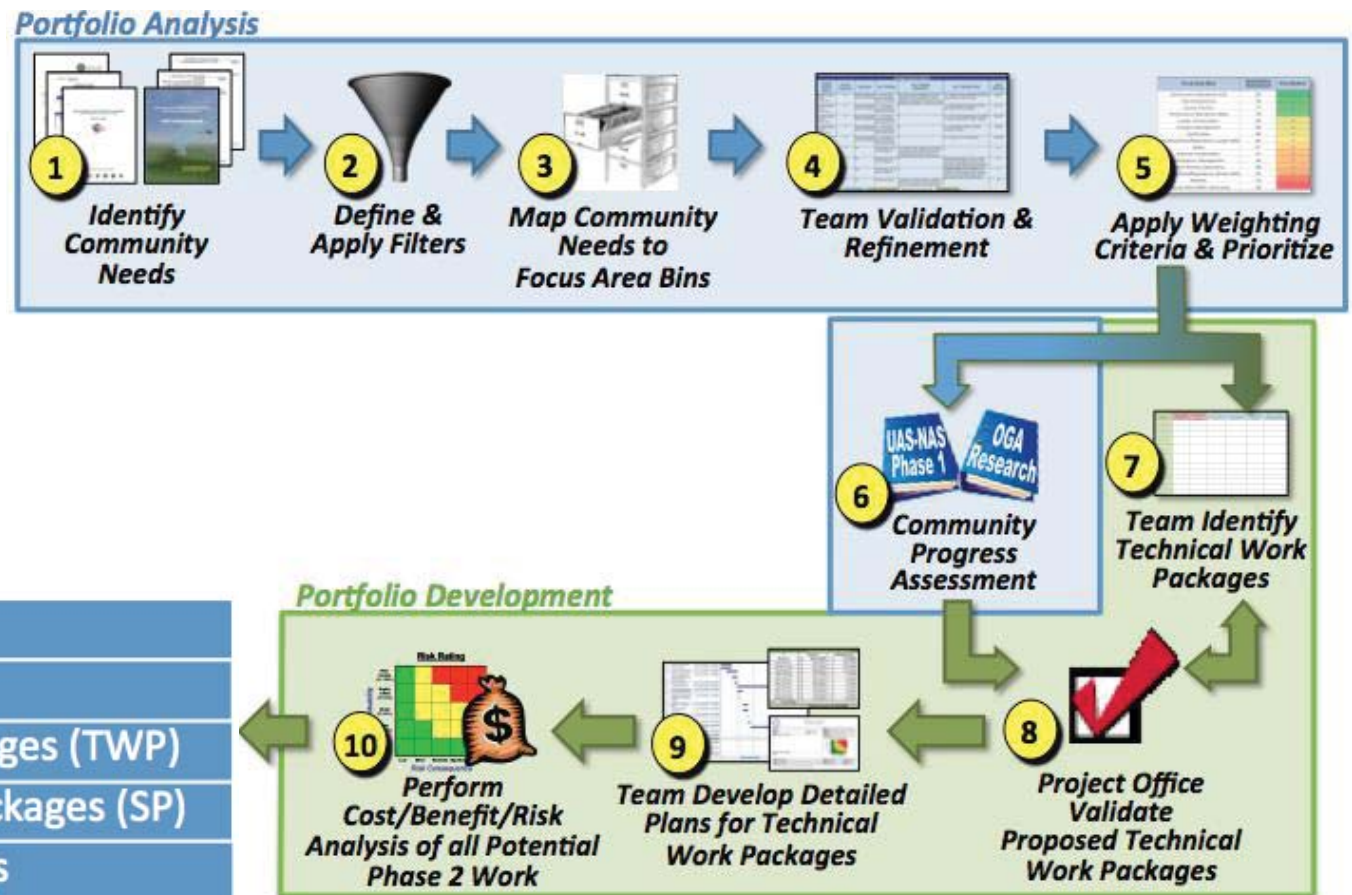 Portfolio Analysis
1
Identify
Community
Needs
2
Define &
Apply Filters
3
Map Community
Needs to
Focus Area Bins
4
Team Validation &
Refinement
5
Apply Weighting
Criteria & Prioritize
UAS-NAS
Phase 1
OGA
Research
6
Community
Progress
Assessment
7
Team Identify
Technical Work
Packages
Portfolio Development
8
Project Office
Validate
Proposed Technical
Work Packages
9
Team Develop Detailed
Plans for Technical
Work Packages
Risk Rating
$
10
Risk Consequence
Perform
Cost/Benefit/Risk
Analysis of all Potential
Phase 2 Work
ges (TWP)
ckages (SP)
s